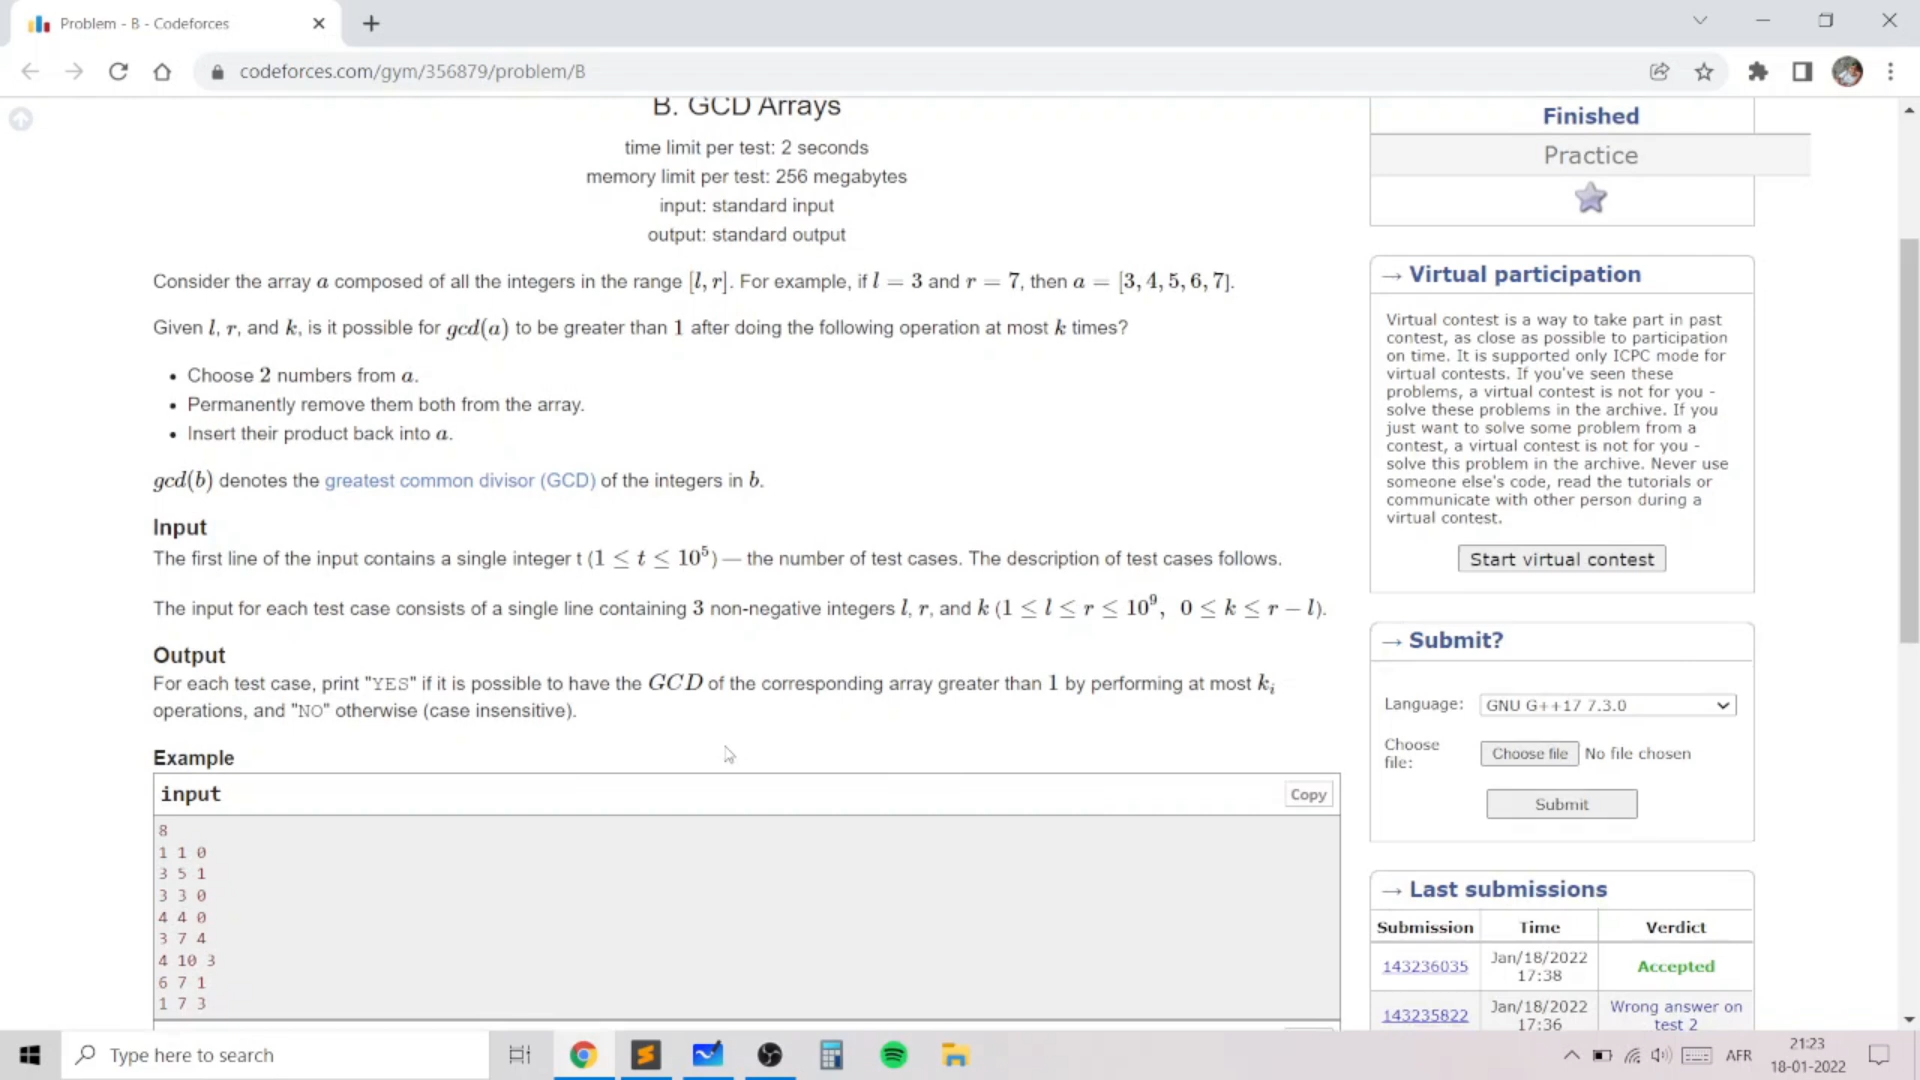 Problem - B - Codeforces
codeforces.com/gym/356879/problem/B
B. GCD Arrays
time limit per test: 2 seconds
memory limit per test: 256 megabytes
input: standard input
output: standard output
Consider the array a composed of all the integers in the range [l, r]. For example, if l = 3 and r = 7, then a = [3, 4, 5, 6, 7].
Given l, r, and k, is it possible for gcd(a) to be greater than 1 after doing the following operation at most k times?
• Choose 2 numbers from a.
• Permanently remove them both from the array.
• Insert their product back into a.
gcd(b) denotes the greatest common divisor (GCD) of the integers in b.
Input
The first line of the input contains a single integer t (1 ≤ t ≤ 10⁵) — the number of test cases. The description of test cases follows.
The input for each test case consists of a single line containing 3 non-negative integers l, r, and k (1 ≤ l ≤ r ≤ 10⁹, 0 ≤ k ≤ r − l).
Output
For each test case, print "YES" if it is possible to have the GCD of the corresponding array greater than 1 by performing at most kᵢ
operations, and "NO" otherwise (case insensitive).
Example
input
Copy
8
1 1 0
3 5 1
3 3 0
4 4 0
3 7 4
4 10 3
6 7 1
1 7 3
Finished
Practice
→ Virtual participation
Virtual contest is a way to take part in past
contest, as close as possible to participation
on time. It is supported only ICPC mode for
virtual contests. If you've seen these
problems, a virtual contest is not for you -
solve these problems in the archive. If you
just want to solve some problem from a
contest, a virtual contest is not for you -
solve this problem in the archive. Never use
someone else's code, read the tutorials or
communicate with other person during a
virtual contest.
Start virtual contest
→ Submit?
Language: GNU G++17 7.3.0
Choose
file: Choose file No file chosen
Submit
→ Last submissions
Submission Time Verdict
143236035 Jan/18/2022 17:38 Accepted
143235822 Jan/18/2022 17:36 Wrong answer on test 2
Type here to search
AFR
21:23
18-01-2022